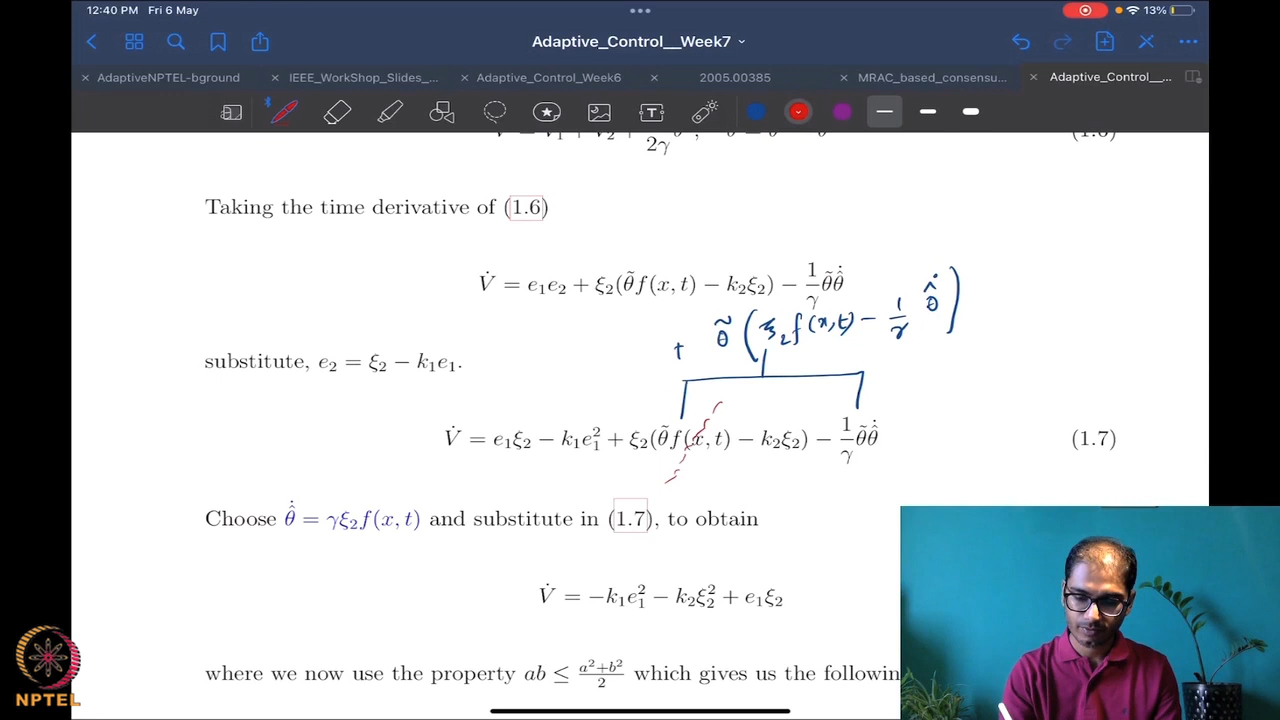 12:40 PM Fri 6 May 13%
Adaptive_Control__Week7
AdaptiveNPTEL-bground IEEE_WorkShop_Slides_... Adaptive_Control_Week6 2005.00385 MRAC_based_consensu... Adaptive_Control__...
2γ
Taking the time derivative of (1.6)
V̇ = e₁e₂ + ξ₂(θ̃f(x, t) − k₂ξ₂) − 1/γ θ̃θ̂̇
+ θ̃ (ξ₂f(x,t) − 1/γ θ̂̇)
substitute, e₂ = ξ₂ − k₁e₁.
V̇ = e₁ξ₂ − k₁e₁² + ξ₂(θ̃f(x, t) − k₂ξ₂) − 1/γ θ̃θ̂̇ (1.7)
Choose θ̂̇ = γξ₂f(x, t) and substitute in (1.7), to obtain
V̇ = −k₁e₁² − k₂ξ₂² + e₁ξ₂
where we now use the property ab ≤ (a²+b²)/2 which gives us the followin
NPTEL